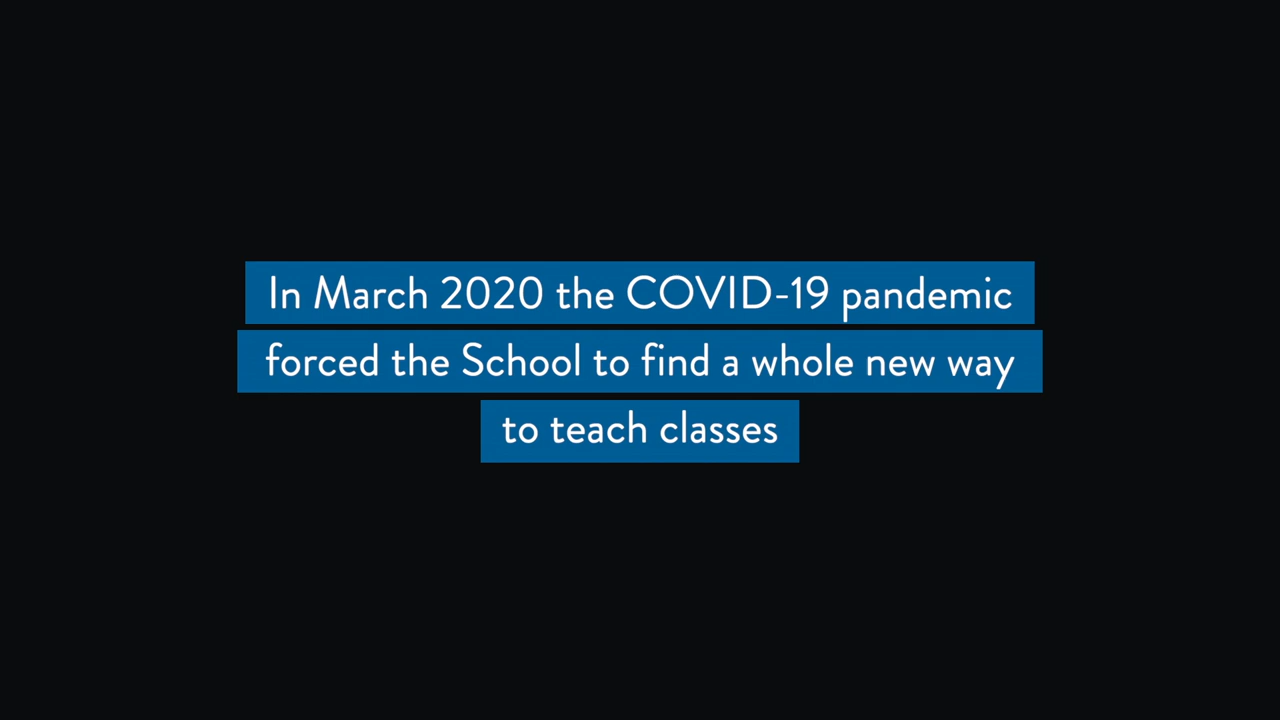 In March 2020 the COVID-19 pandemic
forced the School to find a whole new way
to teach classes